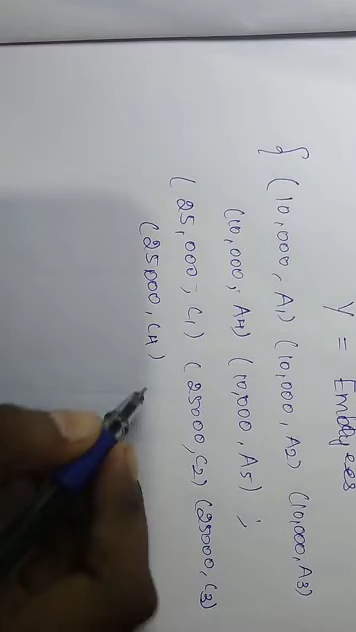 Y = Employees
{ (10,000, A1) (10,000, A2) (10,000, A3)
(10,000, A4) (10,000, A5) ;
(25,000, C1) (25000, C2) (25000, C3)
(25000, C4)